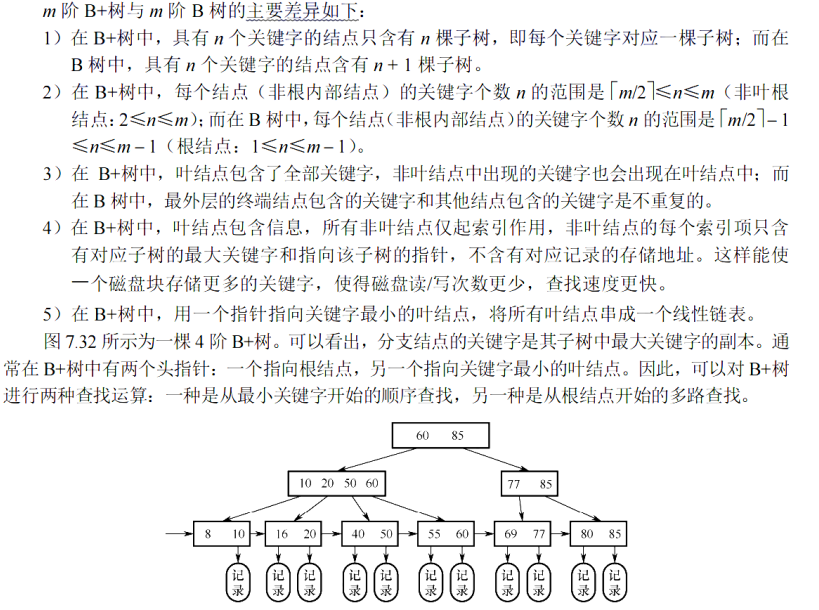 m 阶 B+树与 m 阶 B 树的主要差异如下：
1）在 B+树中，具有 n 个关键字的结点只含有 n 棵子树，即每个关键字对应一棵子树；而在
B 树中，具有 n 个关键字的结点含有 n + 1 棵子树。
2）在 B+树中，每个结点（非根内部结点）的关键字个数 n 的范围是⌈m/2⌉≤n≤m（非叶根
结点：2≤n≤m）；而在 B 树中，每个结点（非根内部结点）的关键字个数 n 的范围是⌈m/2⌉– 1
≤n≤m – 1（根结点：1≤n≤m – 1）。
3）在 B+树中，叶结点包含了全部关键字，非叶结点中出现的关键字也会出现在叶结点中；而
在 B 树中，最外层的终端结点包含的关键字和其他结点包含的关键字是不重复的。
4）在 B+树中，叶结点包含信息，所有非叶结点仅起索引作用，非叶结点的每个索引项只含
有对应子树的最大关键字和指向该子树的指针，不含有对应记录的存储地址。这样能使
一个磁盘块存储更多的关键字，使得磁盘读/写次数更少，查找速度更快。
5）在 B+树中，用一个指针指向关键字最小的叶结点，将所有叶结点串成一个线性链表。
图 7.32 所示为一棵 4 阶 B+树。可以看出，分支结点的关键字是其子树中最大关键字的副本。通
常在 B+树中有两个头指针：一个指向根结点，另一个指向关键字最小的叶结点。因此，可以对 B+树
进行两种查找运算：一种是从最小关键字开始的顺序查找，另一种是从根结点开始的多路查找。
60 85
10 20 50 60 77 85
8 10 16 20 40 50 55 60 69 77 80 85
记录 记录 记录 记录 记录 记录 记录 记录 记录 记录 记录